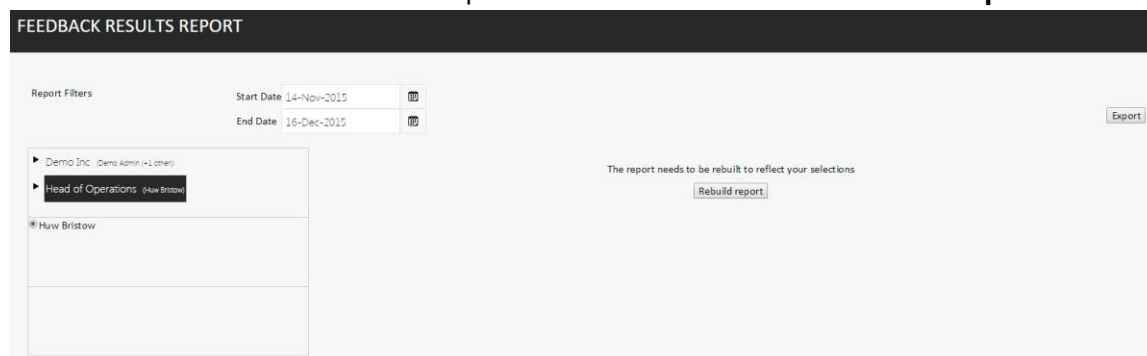 FEEDBACK RESULTS REPORT
Report Filters
Start Date 14-Nov-2015
End Date 16-Dec-2015
Export
Demo Inc (Demo Admin (+1 other))
Head of Operations (Huw Bristow)
Huw Bristow
The report needs to be rebuilt to reflect your selections
Rebuild report